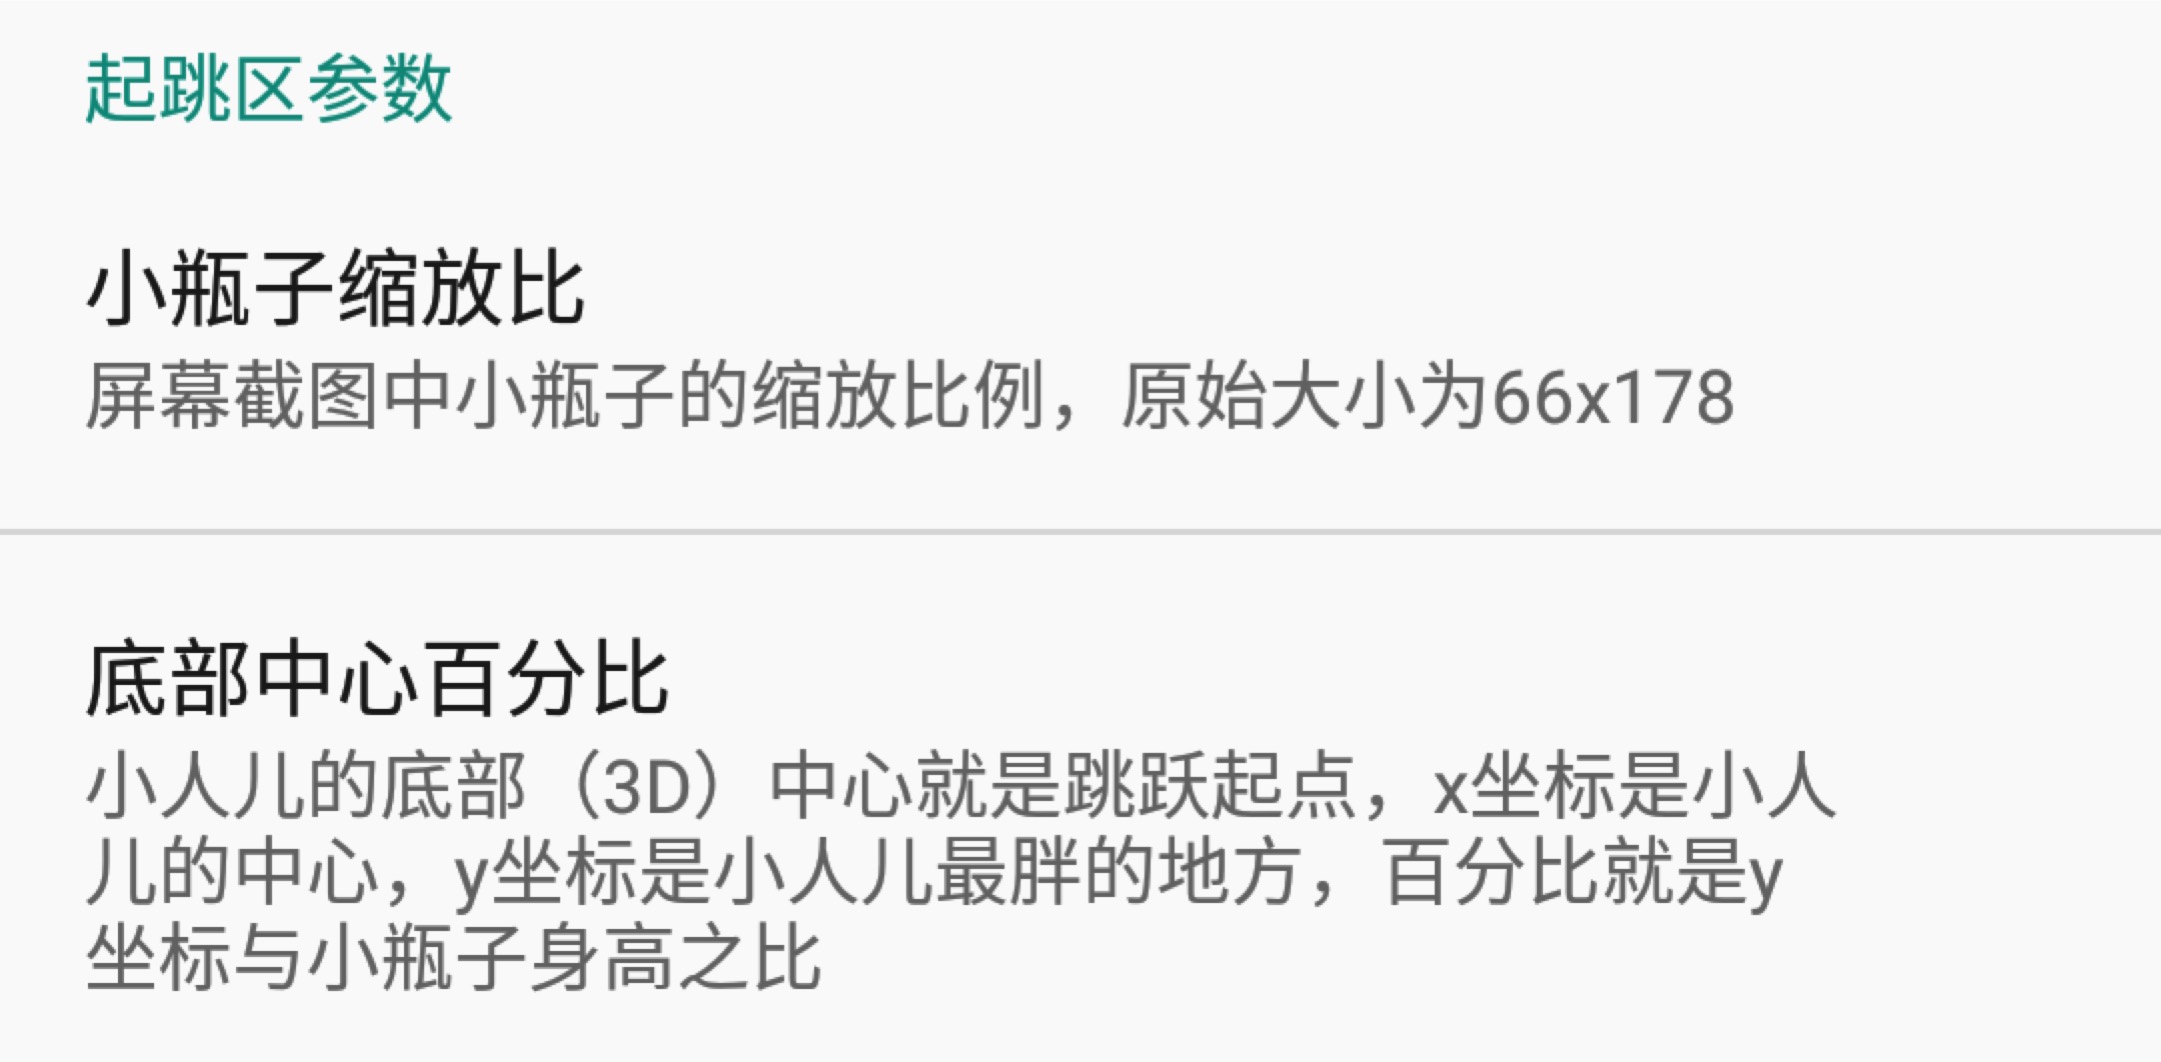 起跳区参数
小瓶子缩放比
屏幕截图中小瓶子的缩放比例，原始大小为66x178
底部中心百分比
小人儿的底部（3D）中心就是跳跃起点，x坐标是小人
儿的中心，y坐标是小人儿最胖的地方，百分比就是y
坐标与小瓶子身高之比